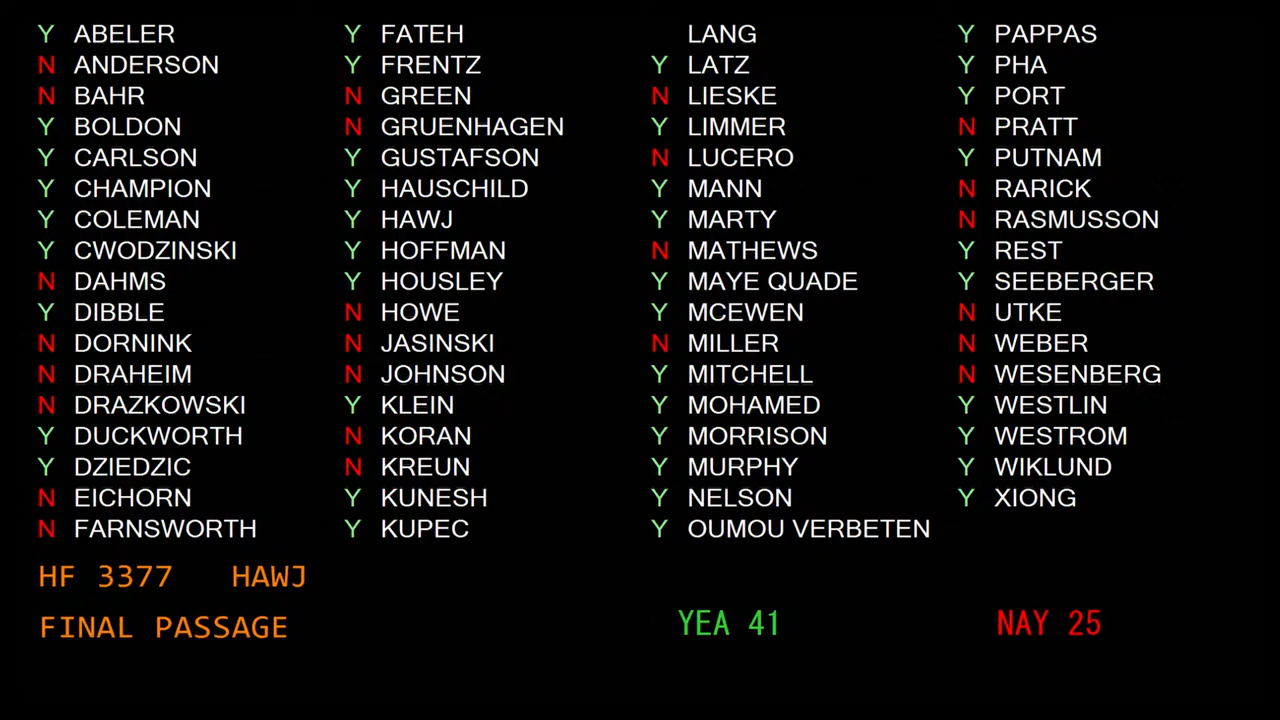 Y ABELER Y FATEH LANG Y PAPPAS
N ANDERSON Y FRENTZ Y LATZ Y PHA
N BAHR N GREEN N LIESKE Y PORT
Y BOLDON N GRUENHAGEN Y LIMMER N PRATT
Y CARLSON Y GUSTAFSON N LUCERO Y PUTNAM
Y CHAMPION Y HAUSCHILD Y MANN N RARICK
Y COLEMAN Y HAWJ Y MARTY N RASMUSSON
Y CWODZINSKI Y HOFFMAN N MATHEWS Y REST
N DAHMS Y HOUSLEY Y MAYE QUADE Y SEEBERGER
Y DIBBLE N HOWE Y MCEWEN N UTKE
N DORNINK N JASINSKI N MILLER N WEBER
N DRAHEIM N JOHNSON Y MITCHELL N WESENBERG
N DRAZKOWSKI Y KLEIN Y MOHAMED Y WESTLIN
Y DUCKWORTH N KORAN Y MORRISON Y WESTROM
Y DZIEDZIC N KREUN Y MURPHY Y WIKLUND
N EICHORN Y KUNESH Y NELSON Y XIONG
N FARNSWORTH Y KUPEC Y OUMOU VERBETEN
HF 3377 HAWJ
FINAL PASSAGE YEA 41 NAY 25